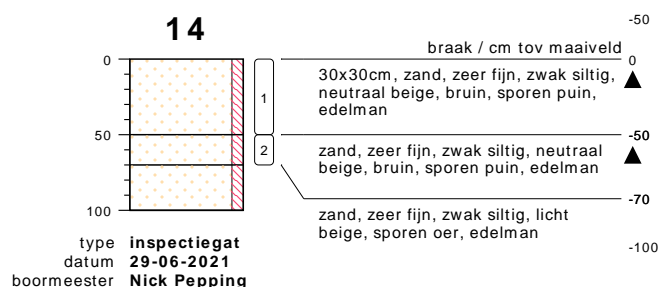 14
-50
braak / cm tov maaiveld
0
0
30x30cm, zand, zeer fijn, zwak siltig,
neutraal beige, bruin, sporen puin,
edelman
1
50
-50
2
zand, zeer fijn, zwak siltig, neutraal
beige, bruin, sporen puin, edelman
-70
100
zand, zeer fijn, zwak siltig, licht
beige, sporen oer, edelman
-100
type inspectiegat
datum 29-06-2021
boormeester Nick Pepping